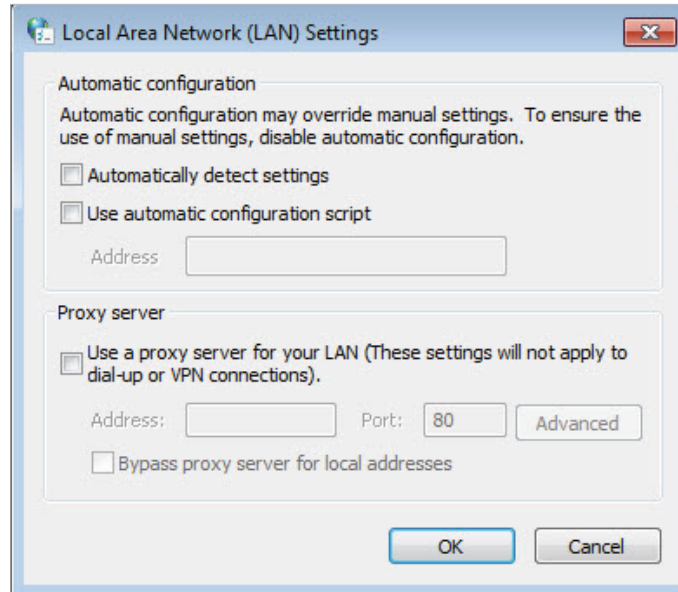 Local Area Network (LAN) Settings
Automatic configuration
Automatic configuration may override manual settings. To ensure the
use of manual settings, disable automatic configuration.
Automatically detect settings
Use automatic configuration script
Address
Proxy server
Use a proxy server for your LAN (These settings will not apply to
dial-up or VPN connections).
Address: Port: 80 Advanced
Bypass proxy server for local addresses
OK Cancel